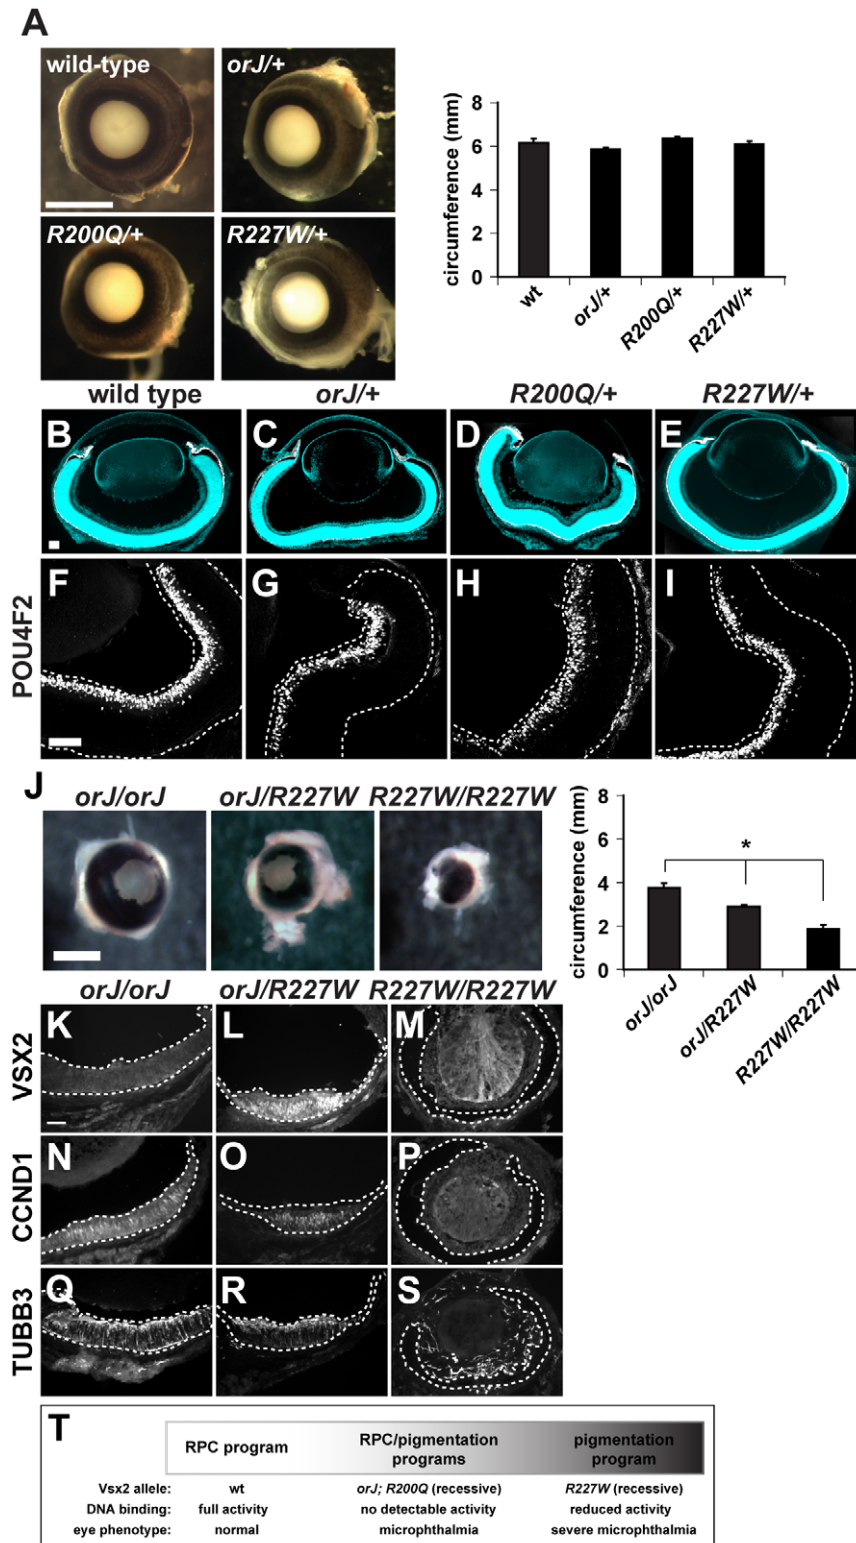 A
wild-type
orJ/+
R200Q/+
R227W/+
circumference (mm)
8
6
4
2
0
wt
orJ/+
R200Q/+
R227W/+
wild type
orJ/+
R200Q/+
R227W/+
B
C
D
E
POU4F2
F
G
H
I
J
orJ/orJ
orJ/R227W
R227W/R227W
circumference (mm)
8
6
4
2
0
*
orJ/orJ
orJ/R227W
R227W/R227W
orJ/orJ
orJ/R227W
R227W/R227W
VSX2
K
L
M
CCND1
N
O
P
TUBB3
Q
R
S
T
RPC program
RPC/pigmentation
programs
pigmentation
program
Vsx2 allele: wt orJ; R200Q (recessive) R227W (recessive)
DNA binding: full activity no detectable activity reduced activity
eye phenotype: normal microphthalmia severe microphthalmia